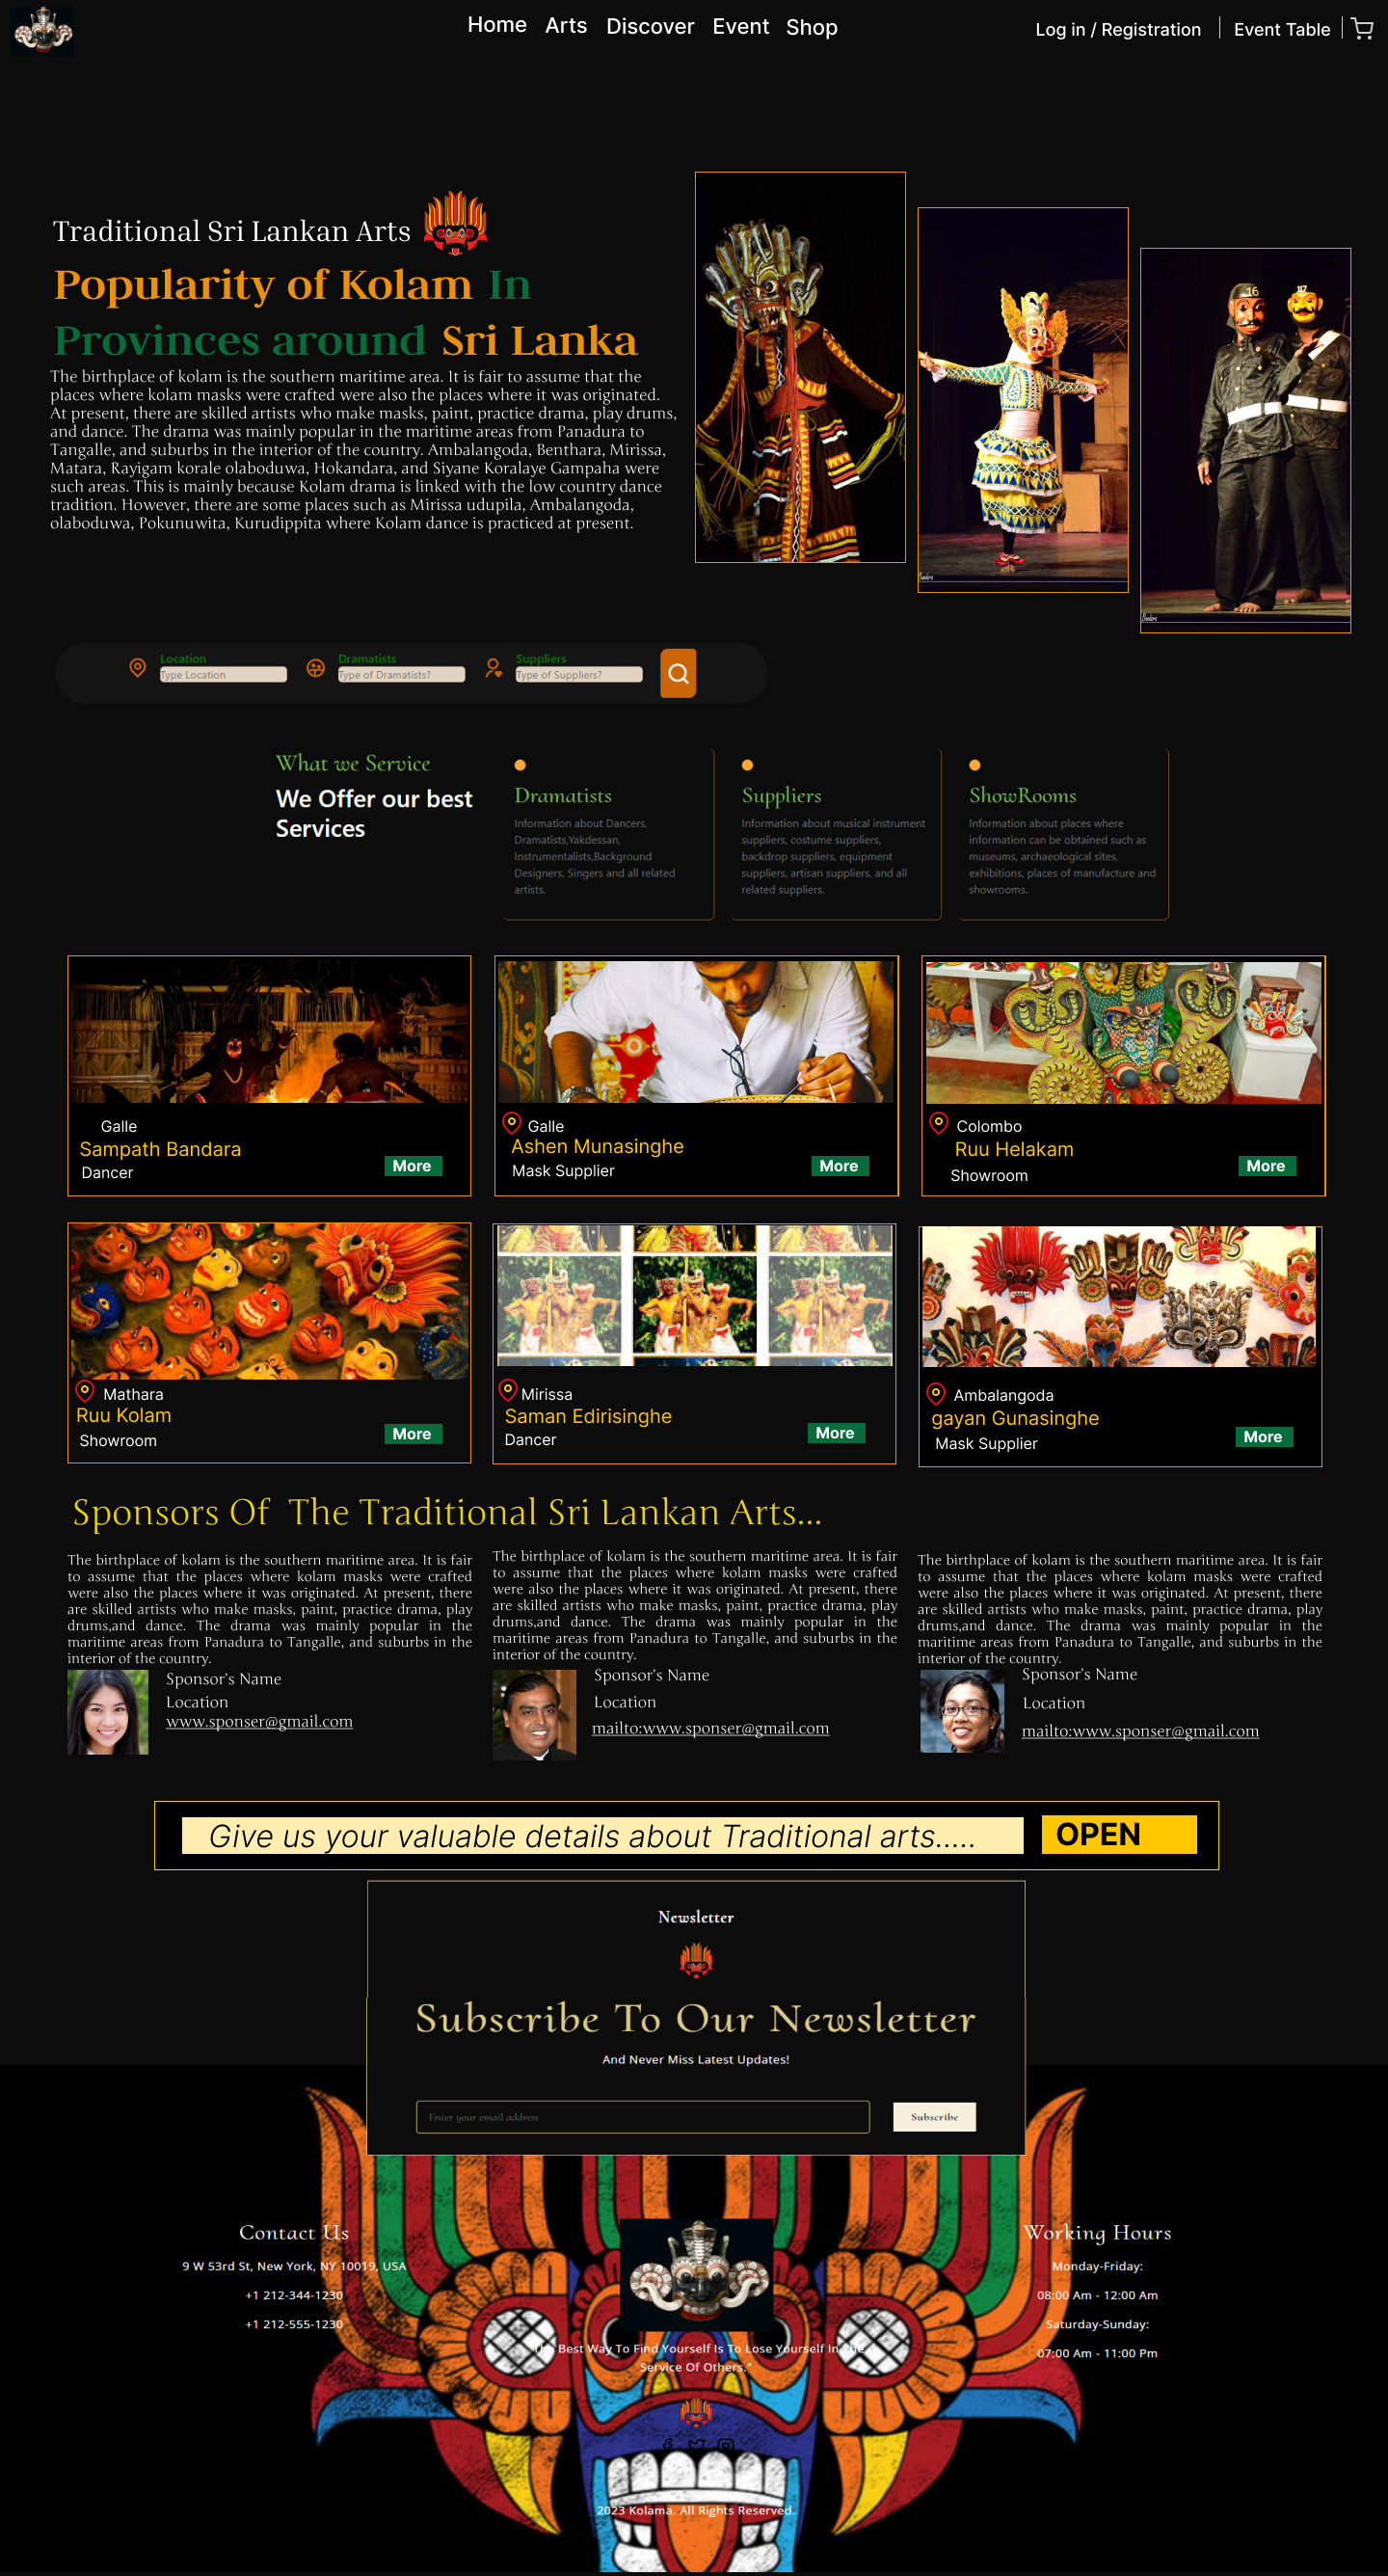 Home Arts Discover Event Shop
Log in / Registration Event Table
Traditional Sri Lankan Arts
Popularity of Kolam In
Provinces around Sri Lanka
The birthplace of kolam is the southern maritime area. It is fair to assume that the
places where kolam masks were crafted were also the places where it was originated.
At present, there are skilled artists who make masks, paint, practice drama, play drums,
and dance. The drama was mainly popular in the maritime areas from Panadura to
Tangalle, and suburbs in the interior of the country. Ambalangoda, Benthara, Mirissa,
Matara, Rayigam korale olaboduwa, Hokandara, and Siyane Koralaye Gampaha were
such areas. This is mainly because Kolam drama is linked with the low country dance
tradition. However, there are some places such as Mirissa udupila, Ambalangoda,
olaboduwa, Pokunuwita, Kurudippita where Kolam dance is practiced at present.
16
Bandara
Bandara
Location
Type Location
Dramatists
Type of Dramatists?
Suppliers
Type of Suppliers?
What we Service
We Offer our best
Services
Dramatists
Information about Dancers,
Dramatists,Yakdessan,
Instrumentalists,Background
Designers, Singers and all related
artists.
Suppliers
Information about musical instrument
suppliers, costume suppliers,
backdrop suppliers, equipment
suppliers, artisan suppliers, and all
related suppliers.
ShowRooms
Information about places where
information can be obtained such as
museums, archaeological sites,
exhibitions, places of manufacture and
showrooms.
Galle
Sampath Bandara
Dancer
More
Galle
Ashen Munasinghe
Mask Supplier
More
Colombo
Ruu Helakam
Showroom
More
Mathara
Ruu Kolam
Showroom
More
Mirissa
Saman Edirisinghe
Dancer
More
Ambalangoda
gayan Gunasinghe
Mask Supplier
More
Sponsors Of The Traditional Sri Lankan Arts...
The birthplace of kolam is the southern maritime area. It is fair
to assume that the places where kolam masks were crafted
were also the places where it was originated. At present, there
are skilled artists who make masks, paint, practice drama, play
drums,and dance. The drama was mainly popular in the
maritime areas from Panadura to Tangalle, and suburbs in the
interior of the country.
Sponsor's Name
Location
www.sponser@gmail.com
The birthplace of kolam is the southern maritime area. It is fair
to assume that the places where kolam masks were crafted
were also the places where it was originated. At present, there
are skilled artists who make masks, paint, practice drama, play
drums,and dance. The drama was mainly popular in the
maritime areas from Panadura to Tangalle, and suburbs in the
interior of the country.
Sponsor's Name
Location
mailto:www.sponser@gmail.com
The birthplace of kolam is the southern maritime area. It is fair
to assume that the places where kolam masks were crafted
were also the places where it was originated. At present, there
are skilled artists who make masks, paint, practice drama, play
drums,and dance. The drama was mainly popular in the
maritime areas from Panadura to Tangalle, and suburbs in the
interior of the country.
Sponsor's Name
Location
mailto:www.sponser@gmail.com
Give us your valuable details about Traditional arts.....
OPEN
Newsletter
Subscribe To Our Newsletter
And Never Miss Latest Updates!
Enter your email address
Subscribe
Contact Us
9 W 53rd St, New York, NY 10019, USA
+1 212-344-1230
+1 212-555-1230
Best Way To Find Yourself Is To Lose Yourself In The
Service Of Others."
2023 Kolama. All Rights Reserved.
Working Hours
Monday-Friday:
08:00 Am - 12:00 Am
Saturday-Sunday:
07:00 Am - 11:00 Pm